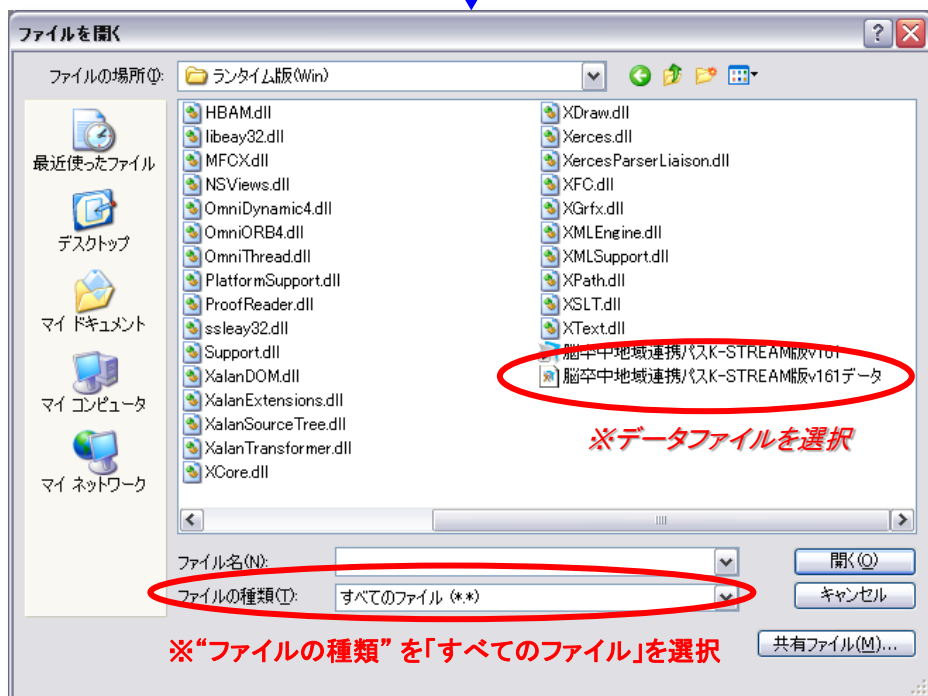 ファイルを開く
ファイルの場所(I):
ランタイム版(Win)
最近使ったファイル
デスクトップ
マイ ドキュメント
マイ コンピュータ
マイ ネットワーク
HBAM.dll
libeay32.dll
MFCX.dll
NSViews.dll
OmniDynamic4.dll
OmniORB4.dll
OmniThread.dll
PlatformSupport.dll
ProofReader.dll
ssleay32.dll
Support.dll
XalanDOM.dll
XalanExtensions.dll
XalanSourceTree.dll
XalanTransformer.dll
XCore.dll
XDraw.dll
Xerces.dll
XercesParserLiaison.dll
XFC.dll
XGrfx.dll
XMLEngine.dll
XMLSupport.dll
XPath.dll
XSLT.dll
XText.dll
脳卒中地域連携パスK-STREAM版v161
脳卒中地域連携パスK-STREAM版v161データ
※データファイルを選択
ファイル名(N):
開く(O)
ファイルの種類(T):
すべてのファイル (*.*)
キャンセル
※“ファイルの種類” を「すべてのファイル」を選択
共有ファイル(M)...